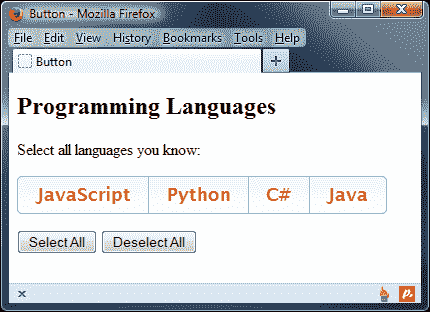 Button - Mozilla Firefox
File Edit View History Bookmarks Tools Help
Button
Programming Languages
Select all languages you know:
JavaScript Python C# Java
Select All Deselect All